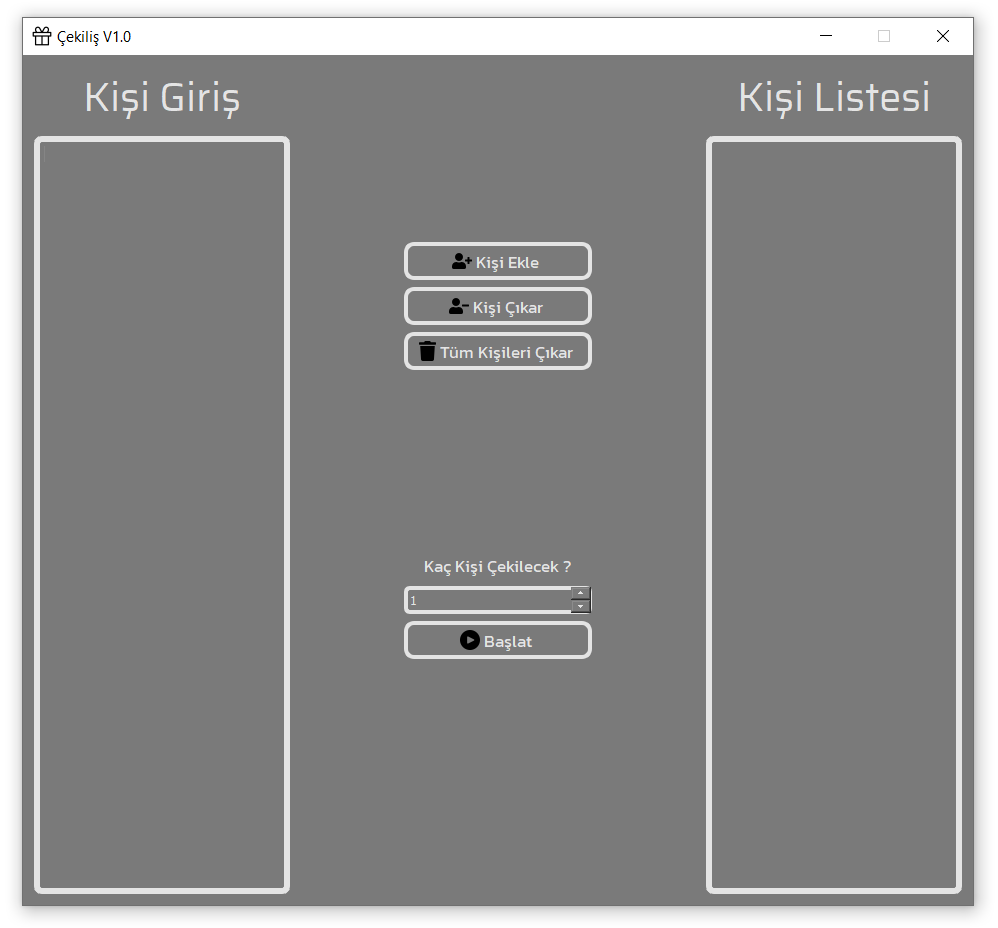 Çekiliş V1.0
Kişi Giriş
Kişi Listesi
Kişi Ekle
Kişi Çıkar
Tüm Kişileri Çıkar
Kaç Kişi Çekilecek ?
1
Başlat